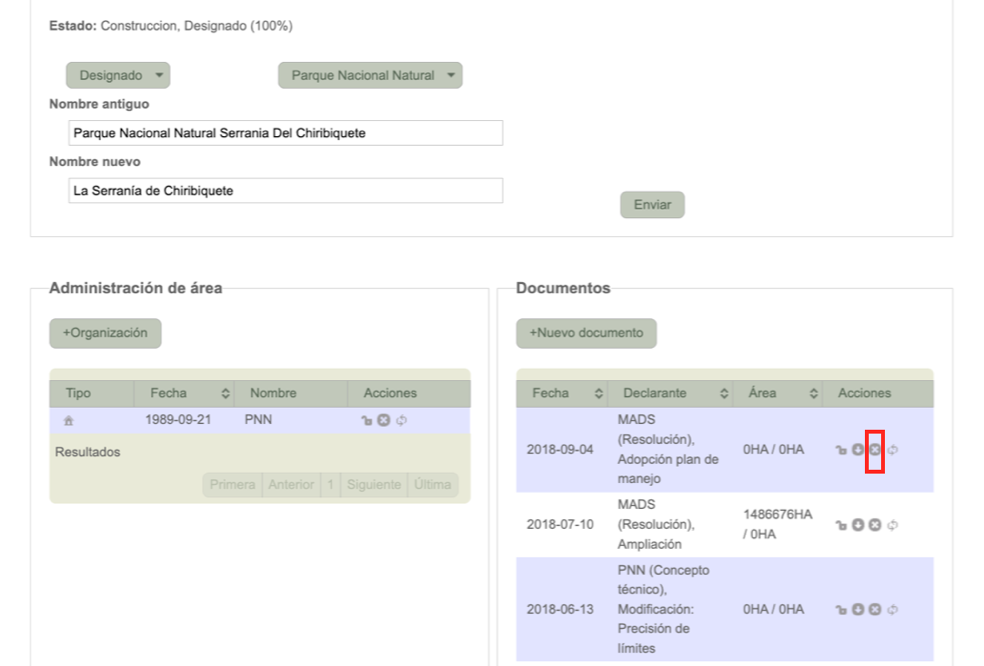 Estado: Construccion, Designado (100%)
Designado
Parque Nacional Natural
Nombre antiguo
Parque Nacional Natural Serrania Del Chiribiquete
Nombre nuevo
La Serranía de Chiribiquete
Enviar
Administración de área
+Organización
Tipo Fecha Nombre Acciones
1989-09-21 PNN
Resultados
Primera Anterior 1 Siguiente Última
Documentos
+Nuevo documento
Fecha Declarante Área Acciones
2018-09-04
MADS
(Resolución),
Adopción plan de
manejo
0HA / 0HA
2018-07-10
MADS
(Resolución),
Ampliación
1486676HA
/ 0HA
2018-06-13
PNN (Concepto
técnico),
Modificación:
Precisión de
límites
0HA / 0HA